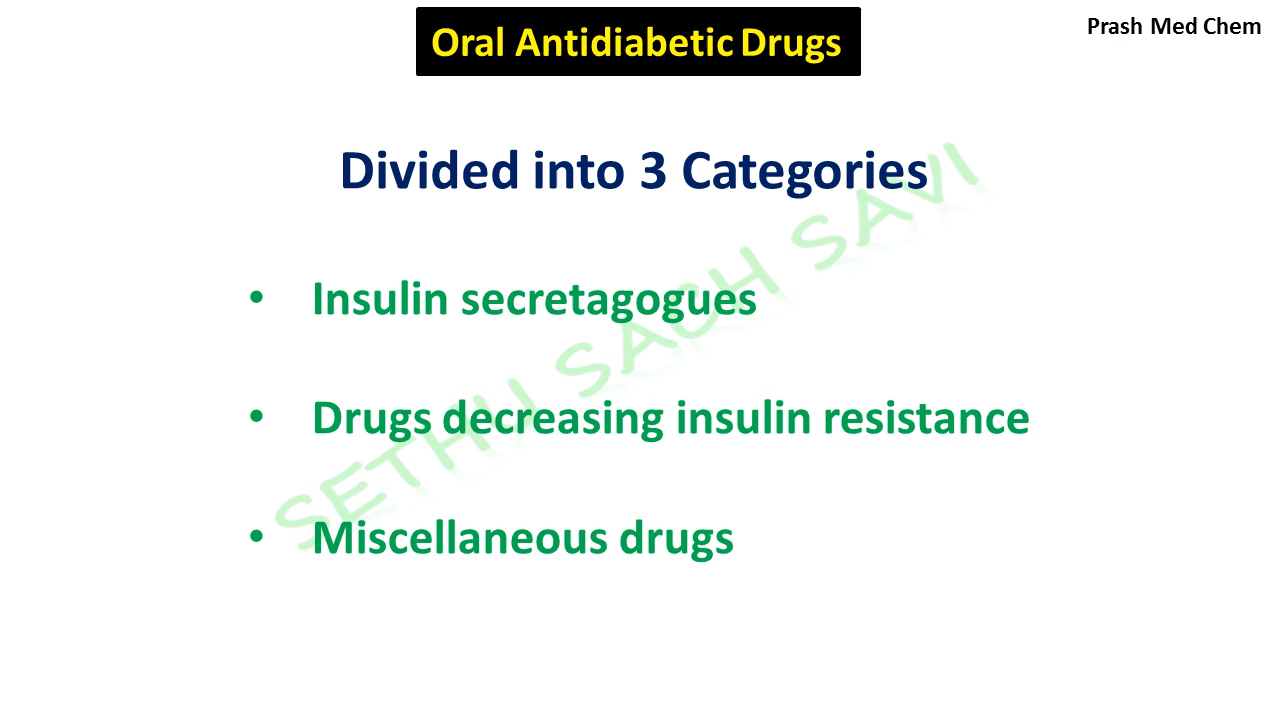 Oral Antidiabetic Drugs
Prash Med Chem
Divided into 3 Categories
• Insulin secretagogues
• Drugs decreasing insulin resistance
• Miscellaneous drugs
SETHU SACH SAVI